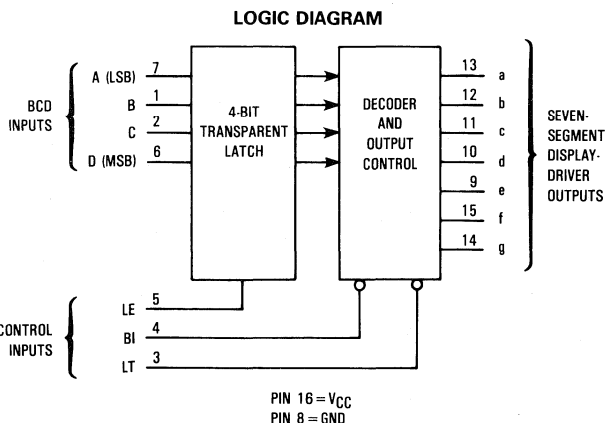 LOGIC DIAGRAM
BCD
INPUTS
A (LSB) 7
B 1
C 2
D (MSB) 6
4-BIT
TRANSPARENT
LATCH
DECODER
AND
OUTPUT
CONTROL
13 a
12 b
11 c
10 d
9 e
15 f
14 g
SEVEN-
SEGMENT
DISPLAY-
DRIVER
OUTPUTS
CONTROL
INPUTS
LE 5
BI 4
LT 3
PIN 16 = VCC
PIN 8 = GND